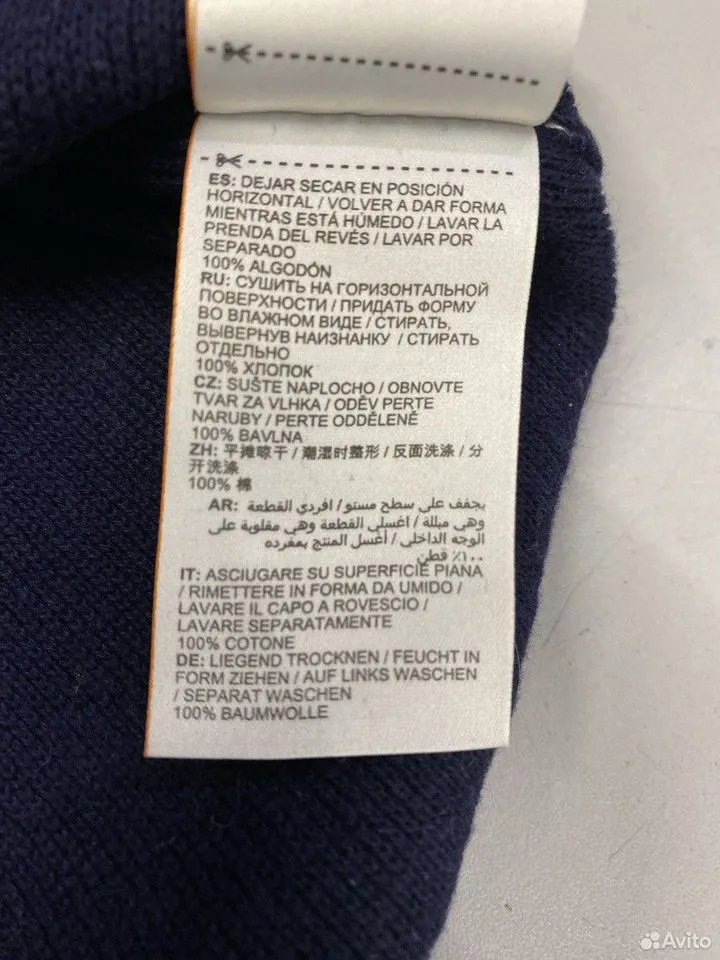 ES: DEJAR SECAR EN POSICIÓN
HORIZONTAL / VOLVER A DAR FORMA
MIENTRAS ESTÁ HÚMEDO / LAVAR LA
PRENDA DEL REVÉS / LAVAR POR
SEPARADO
100% ALGODÓN
RU: СУШИТЬ НА ГОРИЗОНТАЛЬНОЙ
ПОВЕРХНОСТИ / ПРИДАТЬ ФОРМУ
ВО ВЛАЖНОМ ВИДЕ / СТИРАТЬ,
ВЫВЕРНУВ НАИЗНАНКУ / СТИРАТЬ
ОТДЕЛЬНО
100% ХЛОПОК
CZ: SUŠTE NAPLOCHO / OBNOVTE
TVAR ZA VLHKA / ODĚV PERTE
NARUBY / PERTE ODDĚLENĚ
100% BAVLNA
ZH: 平摊晾干 / 潮湿时整形 / 反面洗涤 / 分
开洗涤
100% 棉
AR: يجفف على سطح مستو / افردي القطعة
وهي مبللة / اغسلي القطعة وهي مقلوبة على
الوجه الداخلي / أغسل المنتج بمفرده
١٠٠٪ قطن
IT: ASCIUGARE SU SUPERFICIE PIANA
/ RIMETTERE IN FORMA DA UMIDO /
LAVARE IL CAPO A ROVESCIO /
LAVARE SEPARATAMENTE
100% COTONE
DE: LIEGEND TROCKNEN / FEUCHT IN
FORM ZIEHEN / AUF LINKS WASCHEN
/ SEPARAT WASCHEN
100% BAUMWOLLE
Avito